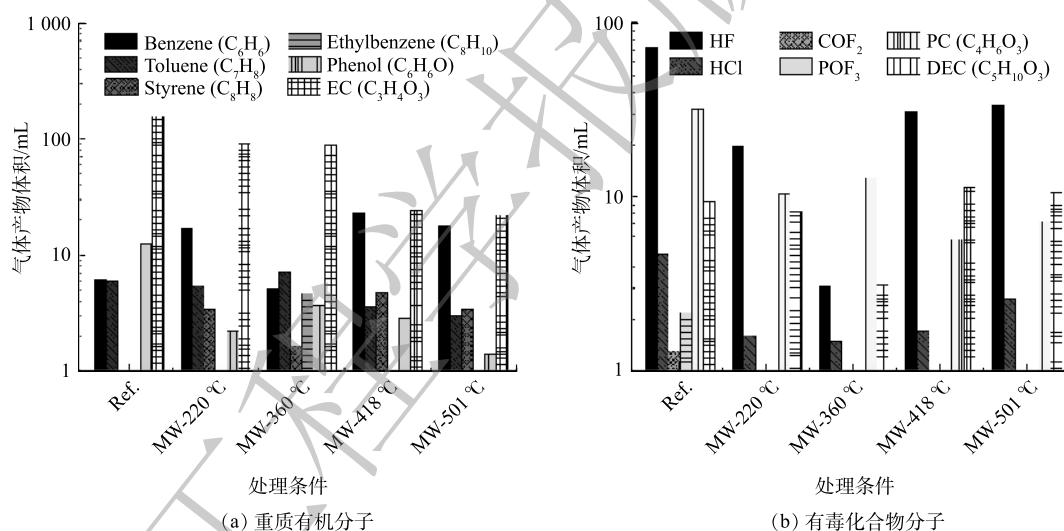 1 000
100
10
1
气体产物体积/mL
Benzene (C₆H₆)
Toluene (C₇H₈)
Styrene (C₈H₈)
Ethylbenzene (C₈H₁₀)
Phenol (C₆H₆O)
EC (C₃H₄O₃)
Ref.
MW-220 ℃
MW-360 ℃
MW-418 ℃
MW-501 ℃
处理条件
(a) 重质有机分子
100
10
1
气体产物体积/mL
HF
HCl
COF₂
POF₃
PC (C₄H₆O₃)
DEC (C₅H₁₀O₃)
Ref.
MW-220 ℃
MW-360 ℃
MW-418 ℃
MW-501 ℃
处理条件
(b) 有毒化合物分子
工程学报